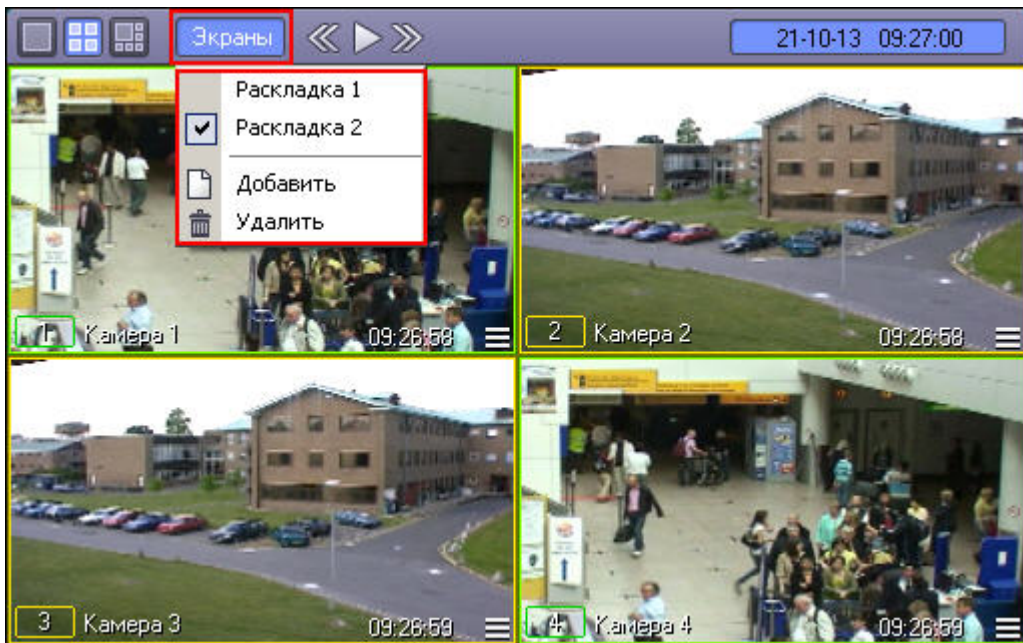 Экраны
21-10-13 09:27:00
Раскладка 1
Раскладка 2
Добавить
Удалить
1 Камера 1 09:26:58
2 Камера 2 09:26:58
3 Камера 3 09:26:59
4 Камера 4 09:26:59